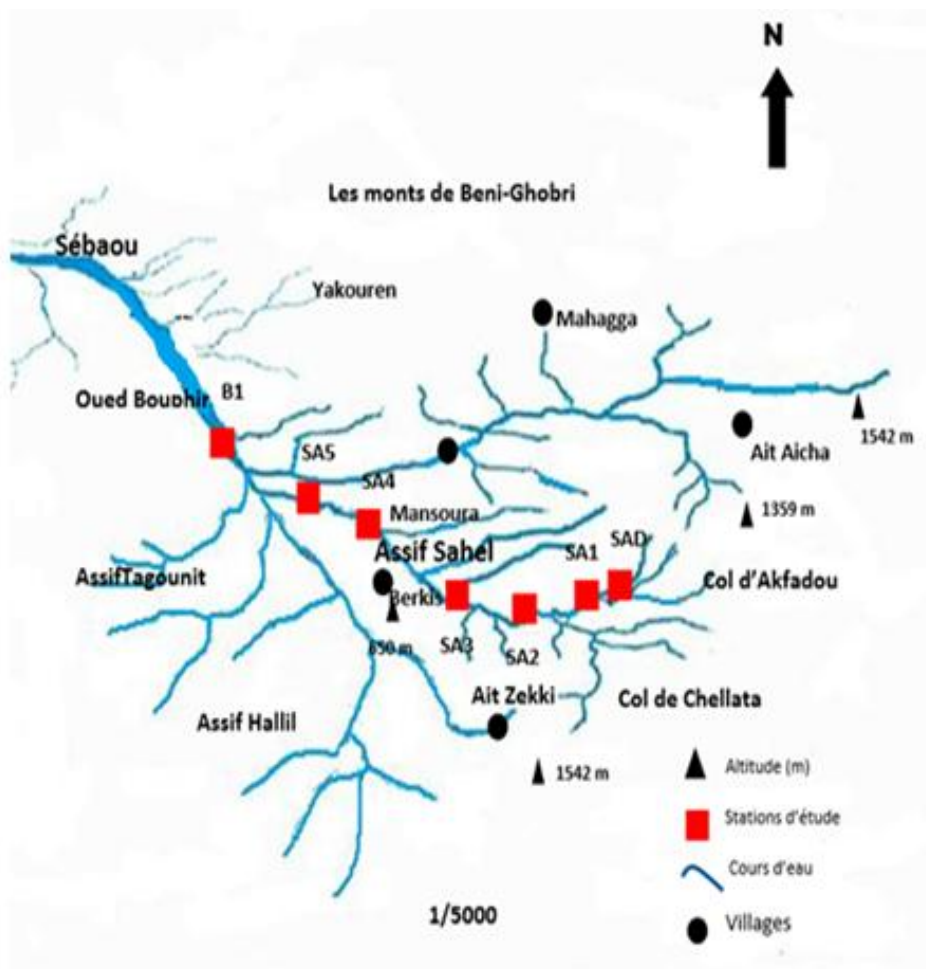 N
Les monts de Beni-Ghobri
Sébaou
Yakouren
Mahagga
Oued Bouphir
B1
Ait Aicha
1542 m
SA5
SA4
Mansoura
1359 m
Assif Sahel
SA1
SAD
AssifTagounit
Berkis
Col d'Akfadou
650 m
SA3
SA2
Ait Zekki
Col de Chellata
Assif Hallil
1542 m
Altitude (m)
Stations d'étude
Cours d'eau
Villages
1/5000